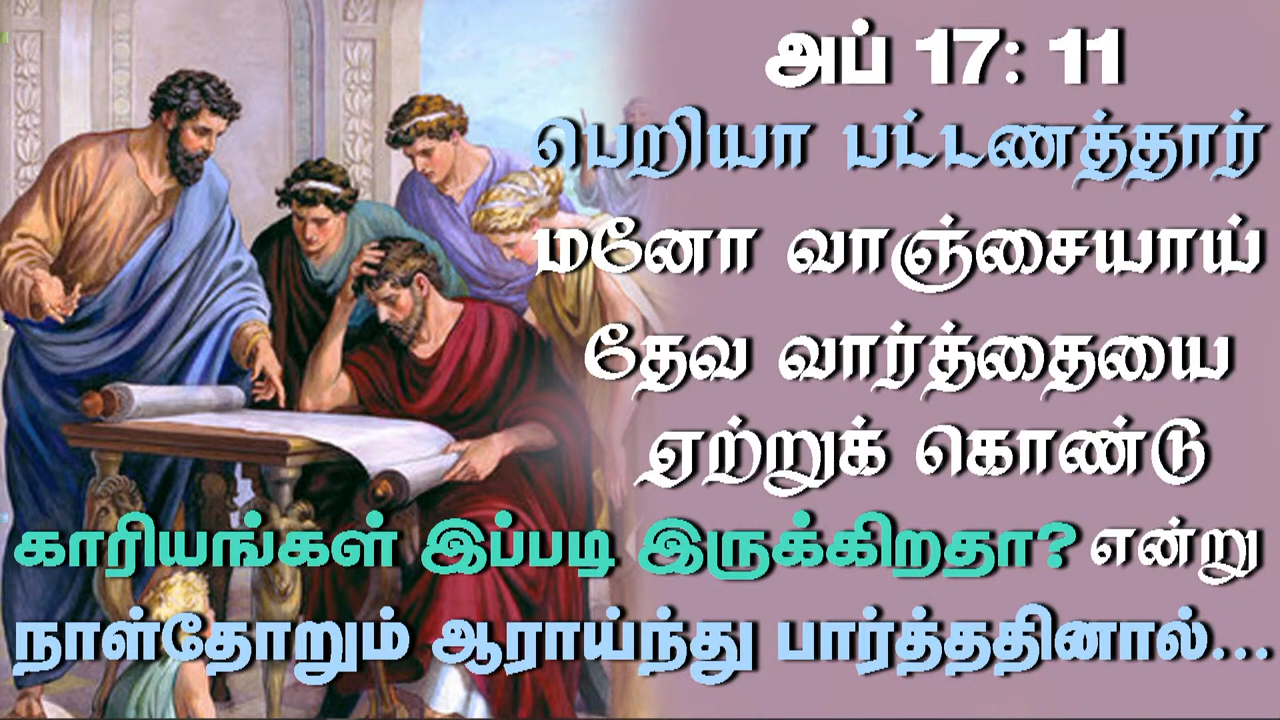 அப் 17: 11
பெறியா பட்டணத்தார்
மனோ வாஞ்சையாய்
தேவ வார்த்தையை
ஏற்றுக் கொண்டு
காரியங்கள் இப்படி இருக்கிறதா? என்று
நாள்தோறும் ஆராய்ந்து பார்த்ததினால்...